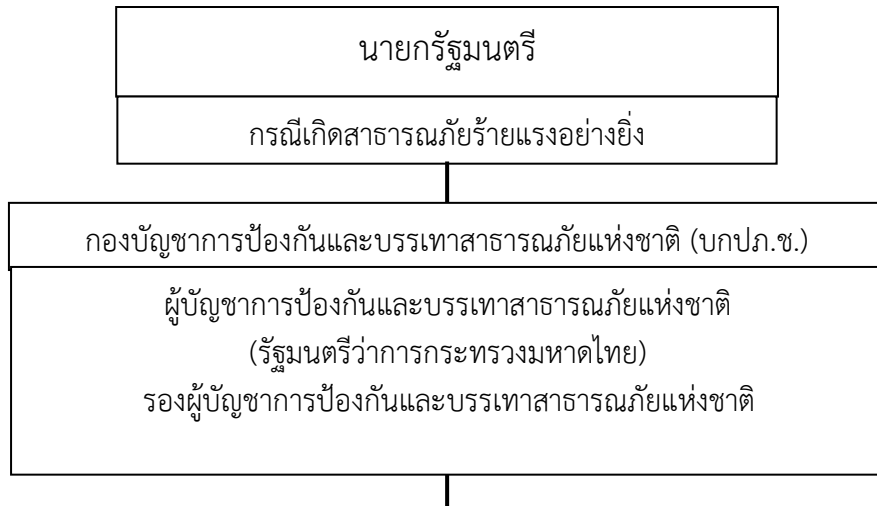 นายกรัฐมนตรี
กรณีเกิดสาธารณภัยร้ายแรงอย่างยิ่ง
กองบัญชาการป้องกันและบรรเทาสาธารณภัยแห่งชาติ (บกปภ.ช.)
ผู้บัญชาการป้องกันและบรรเทาสาธารณภัยแห่งชาติ
(รัฐมนตรีว่าการกระทรวงมหาดไทย)
รองผู้บัญชาการป้องกันและบรรเทาสาธารณภัยแห่งชาติ